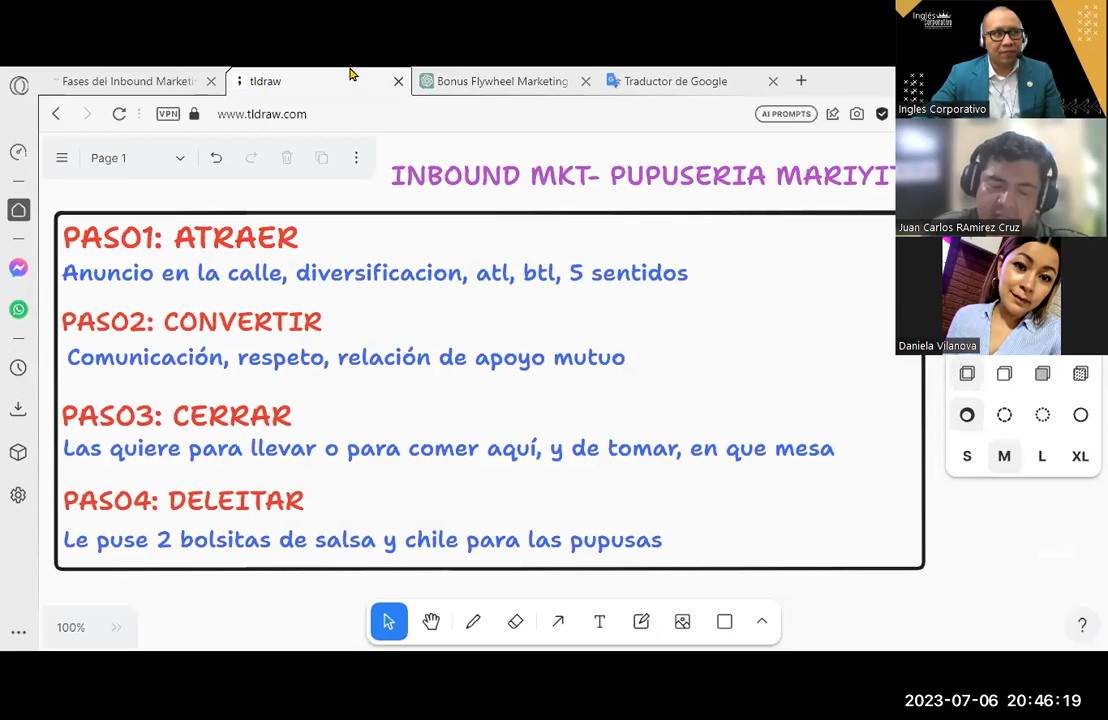 Inglés
Corporativo
Ingles Corporativo
Fases del Inbound Marketi
tldraw
Bonus Flywheel Marketing
Traductor de Google
VPN
www.tldraw.com
AI PROMPTS
Page 1
INBOUND MKT- PUPUSERIA MARIYIT
Juan Carlos RAmirez Cruz
PASO1: ATRAER
Anuncio en la calle, diversificacion, atl, btl, 5 sentidos
PASO2: CONVERTIR
Comunicación, respeto, relación de apoyo mutuo
Daniela Vilanova
PASO3: CERRAR
Las quiere para llevar o para comer aquí, y de tomar, en que mesa
S M L XL
PASO4: DELEITAR
Le puse 2 bolsitas de salsa y chile para las pupusas
100%
T
?
2023-07-06 20:46:19